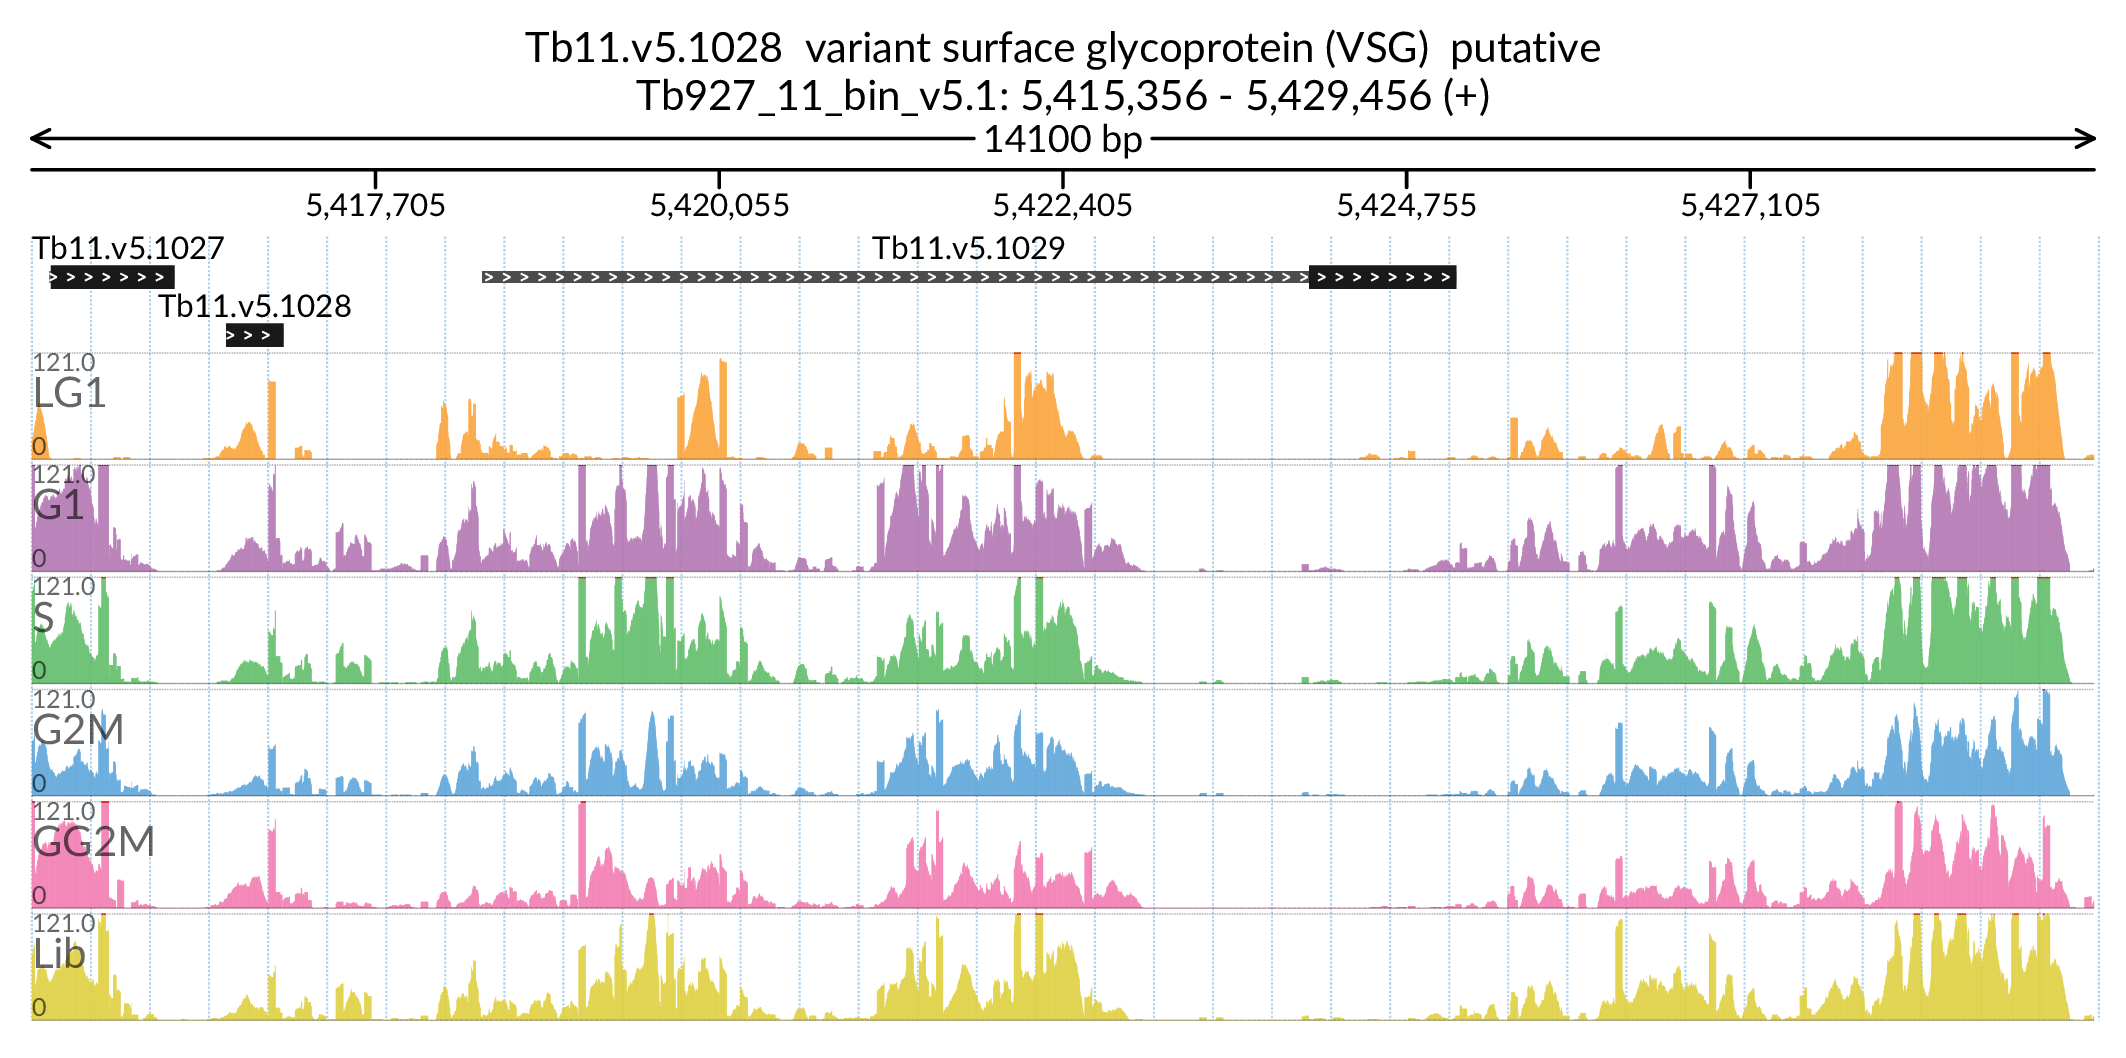 Tb11.v5.1028  variant surface glycoprotein (VSG)  putative
Tb927_11_bin_v5.1: 5,415,356 - 5,429,456 (+)
14100 bp
5,417,705 5,420,055 5,422,405 5,424,755 5,427,105
Tb11.v5.1027 Tb11.v5.1029
Tb11.v5.1028
121.0
LG1
0
121.0
G1
0
121.0
S
0
121.0
G2M
0
121.0
GG2M
0
121.0
Lib
0